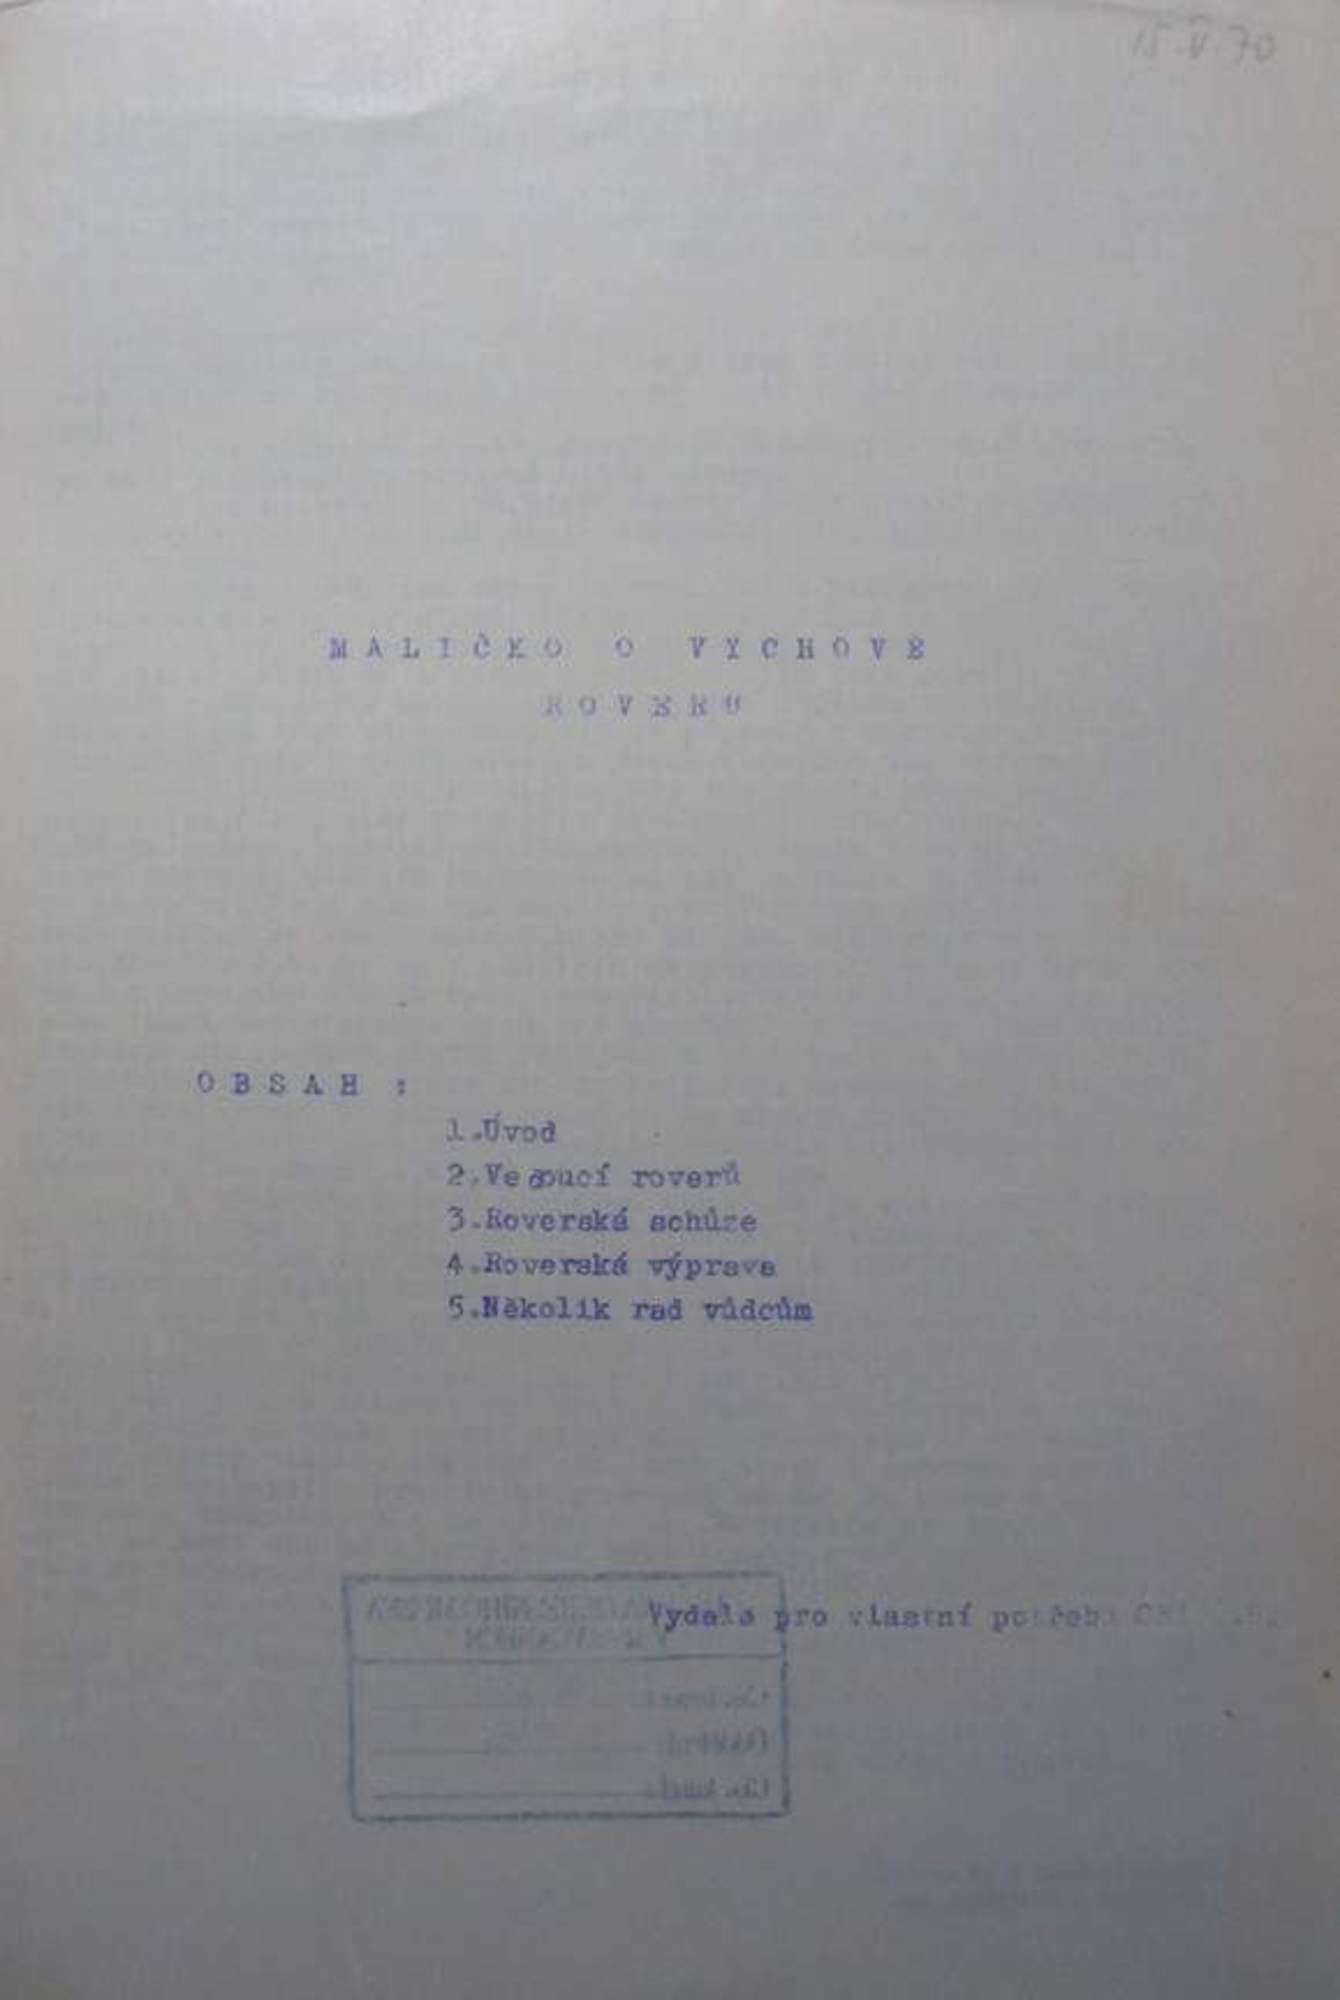 15.V.70
MALIČKO O VÝCHOVĚ
ROVERŮ
OBSAH :
1.Úvod
2.Vedoucí roverů
3.Roverská schůze
4.Roverská výprava
5.Několik rad vůdcům
Vydala pro vlastní potřebu